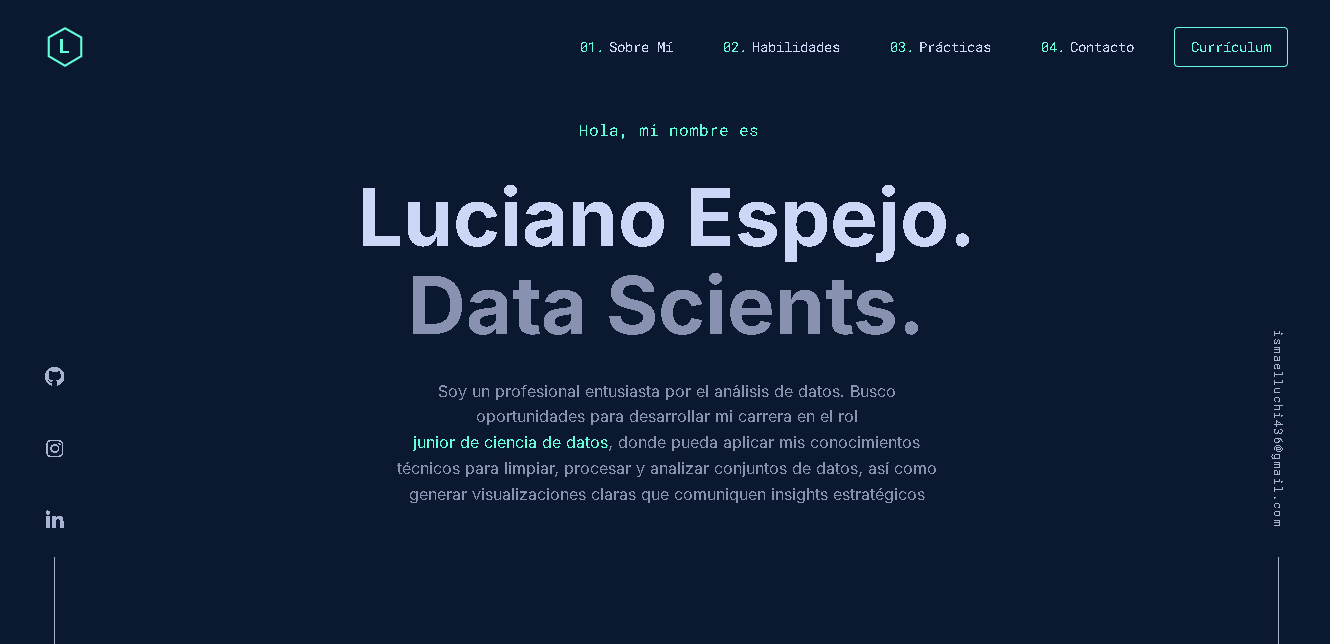 L
01. Sobre Mí
02. Habilidades
03. Prácticas
04. Contacto
Currículum
Hola, mi nombre es
Luciano Espejo.
Data Scients.
Soy un profesional entusiasta por el análisis de datos. Busco
oportunidades para desarrollar mi carrera en el rol
junior de ciencia de datos, donde pueda aplicar mis conocimientos
técnicos para limpiar, procesar y analizar conjuntos de datos, así como
generar visualizaciones claras que comuniquen insights estratégicos
ismaelluchi436@gmail.com